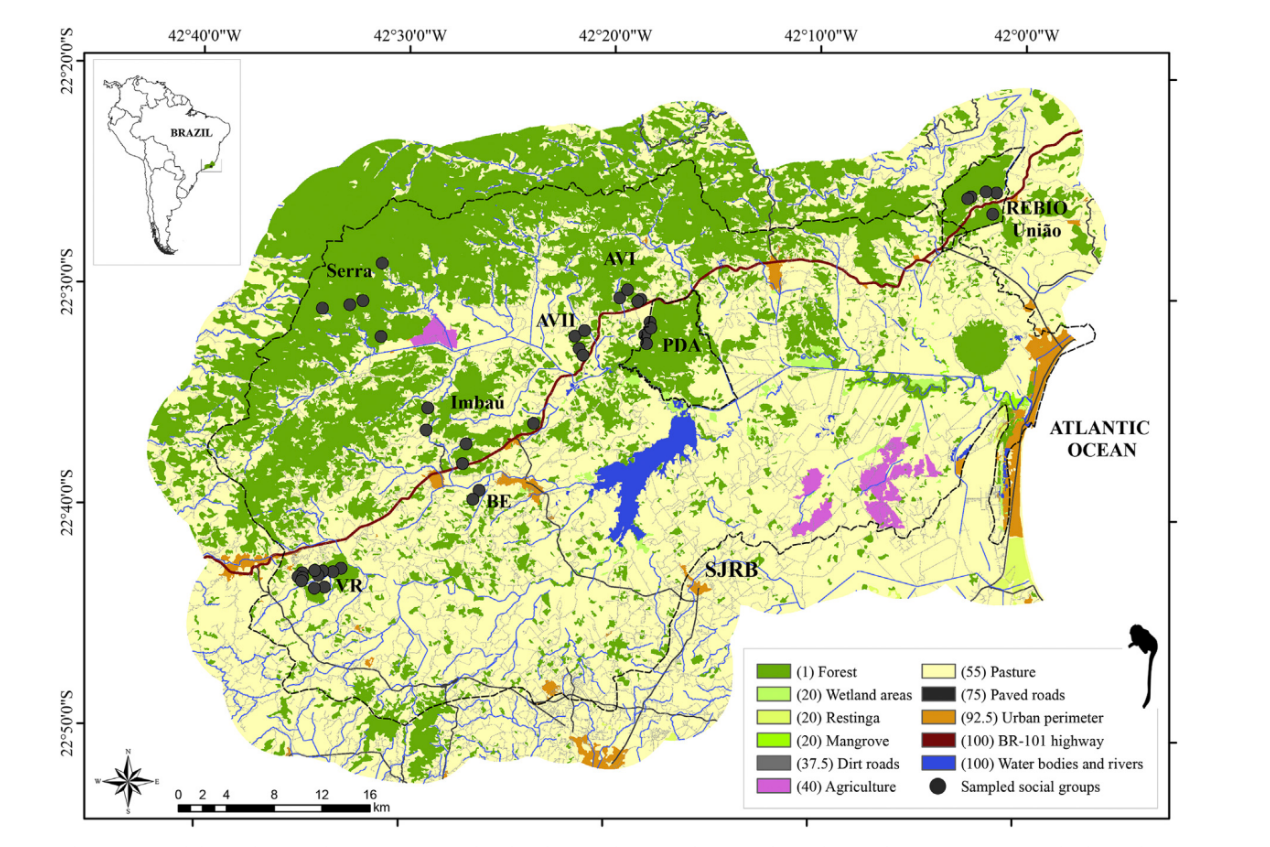 42°40'0"W 42°30'0"W 42°20'0"W 42°10'0"W 42°00'0"W
22°20'0"S
BRAZIL
REBIO
União
AVI
Serra
22°30'0"S
AVII
PDA
Imbaú
ATLANTIC
OCEAN
BE
22°40'0"S
SJRB
VR
(1) Forest (55) Pasture
(20) Wetland areas (75) Paved roads
(20) Restinga (92.5) Urban perimeter
(20) Mangrove (100) BR-101 highway
(37.5) Dirt roads (100) Water bodies and rivers
(40) Agriculture Sampled social groups
22°50'0"S
N
W E
S
0 2 4 8 12 16
km